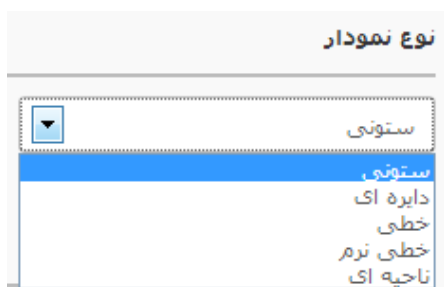 نوع نمودار
ستونی
ستونی
دایره ای
خطی
خطی نرم
ناحیه ای